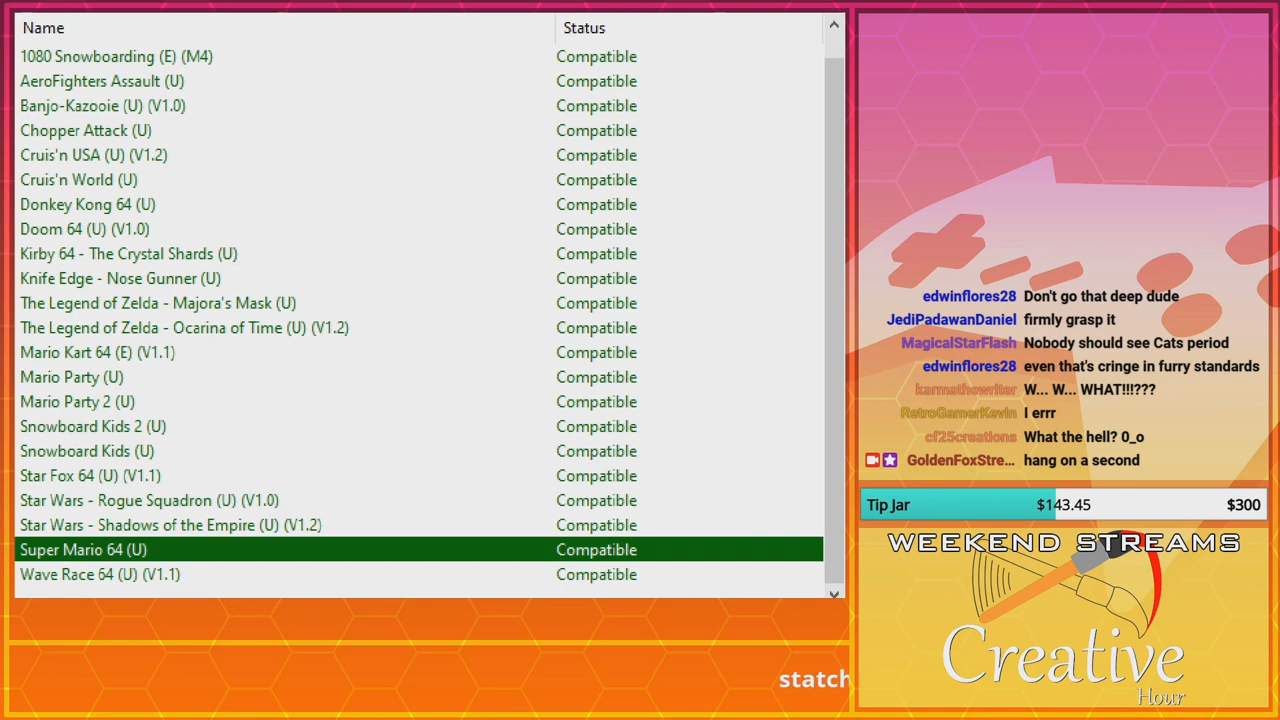 Name Status
1080 Snowboarding (E) (M4) Compatible
AeroFighters Assault (U) Compatible
Banjo-Kazooie (U) (V1.0) Compatible
Chopper Attack (U) Compatible
Cruis'n USA (U) (V1.2) Compatible
Cruis'n World (U) Compatible
Donkey Kong 64 (U) Compatible
Doom 64 (U) (V1.0) Compatible
Kirby 64 - The Crystal Shards (U) Compatible
Knife Edge - Nose Gunner (U) Compatible
The Legend of Zelda - Majora's Mask (U) Compatible
The Legend of Zelda - Ocarina of Time (U) (V1.2) Compatible
Mario Kart 64 (E) (V1.1) Compatible
Mario Party (U) Compatible
Mario Party 2 (U) Compatible
Snowboard Kids 2 (U) Compatible
Snowboard Kids (U) Compatible
Star Fox 64 (U) (V1.1) Compatible
Star Wars - Rogue Squadron (U) (V1.0) Compatible
Star Wars - Shadows of the Empire (U) (V1.2) Compatible
Super Mario 64 (U) Compatible
Wave Race 64 (U) (V1.1) Compatible
statch
edwinflores28 Don't go that deep dude
JediPadawanDaniel firmly grasp it
MagicalStarFlash Nobody should see Cats period
edwinflores28 even that's cringe in furry standards
karmathewriter W... W... WHAT!!!???
RetroGamerKevin I errr
cf25creations What the hell? 0_o
GoldenFoxStre... hang on a second
Tip Jar $143.45 $300
WEEKEND STREAMS
Creative
Hour